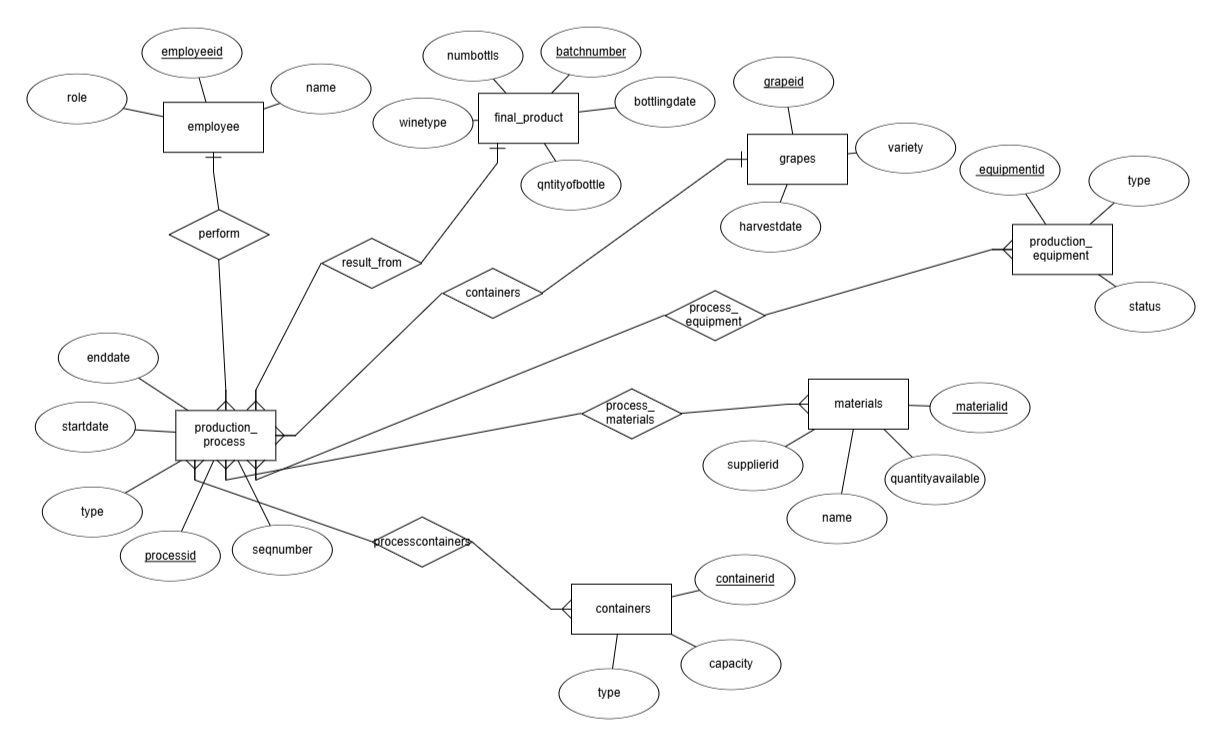 employeeid
role
name
employee
numbottls
batchnumber
winetype
final_product
bottlingdate
qntityofbottle
grapeid
grapes
variety
harvestdate
equipmentid
type
production_
equipment
status
perform
result_from
containers
process_
equipment
enddate
startdate
production_
process
type
processid
seqnumber
process_
materials
materials
materialid
supplierid
quantityavailable
name
processcontainers
containers
containerid
capacity
type